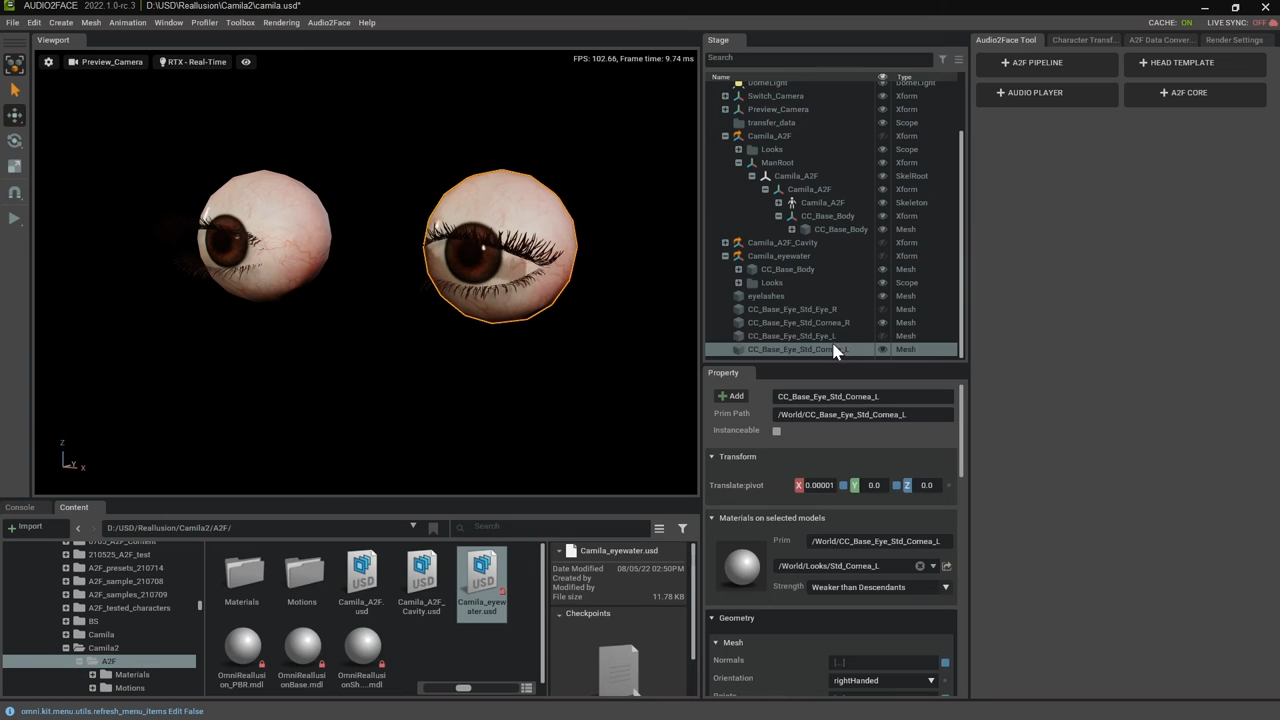 AUDIO2FACE 2022.1.0-rc.3 D:\USD\Reallusion\Camila2\camila.usd*
File Edit Create Mesh Animation Window Profiler Toolbox Rendering Audio2Face Help
CACHE: ON LIVE SYNC: OFF
Viewport
Preview_Camera RTX - Real-Time
FPS: 102.66, Frame time: 9.74 ms
Z
Y X
Stage
Search
Name Type
DomeLight DomeLight
Switch_Camera Xform
Preview_Camera Xform
transfer_data Scope
Camila_A2F Xform
Looks Scope
ManRoot Xform
Camila_A2F SkelRoot
Camila_A2F Xform
Camila_A2F Skeleton
CC_Base_Body Xform
CC_Base_Body Mesh
Camila_A2F_Cavity Xform
Camila_eyewater Xform
CC_Base_Body Mesh
Looks Scope
eyelashes Mesh
CC_Base_Eye_Std_Eye_R Mesh
CC_Base_Eye_Std_Cornea_R Mesh
CC_Base_Eye_Std_Eye_L Mesh
CC_Base_Eye_Std_Cornea_L Mesh
Property
Add CC_Base_Eye_Std_Cornea_L
Prim Path /World/CC_Base_Eye_Std_Cornea_L
Instanceable
Transform
Translate:pivot X 0.00001 Y 0.0 Z 0.0
Materials on selected models
Prim /World/CC_Base_Eye_Std_Cornea_L
/World/Looks/Std_Cornea_L
Strength Weaker than Descendants
Geometry
Mesh
Normals [..]
Orientation rightHanded
Points
Audio2Face Tool Character Transf... A2F Data Conver... Render Settings
+ A2F PIPELINE + HEAD TEMPLATE
+ AUDIO PLAYER + A2F CORE
Console Content
+ Import D:/USD/Reallusion/Camila2/A2F/ Search
0703_A2F_Content
210525_A2F_test
A2F_presets_210714
A2F_sample_210708
A2F_samples_210709
A2F_tested_characters
BS
Camila
Camila2
A2F
Materials
Motions
Materials Motions Camila_A2F.usd Camila_A2F_Cavity.usd Camila_eyewater.usd
OmniReallusion_PBR.mdl OmniReallusionBase.mdl OmniReallusionSh....mdl
Camila_eyewater.usd
Date Modified 08/05/22 02:50PM
Created by
Modified by
File size 11.78 KB
Checkpoints
omni.kit.menu.utils.refresh_menu_items Edit False